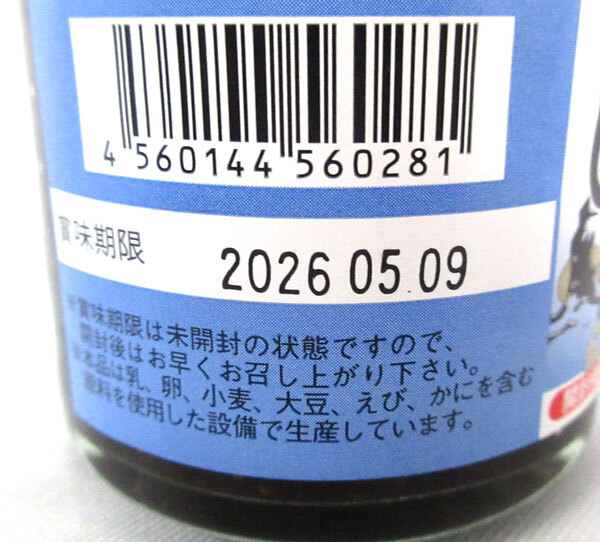 4 560144 560281
賞味期限 2026 05.09
※賞味期限は未開封の状態ですので、
開封後はお早くお召し上がり下さい。
※本品は乳、卵、小麦、大豆、えび、かにを含む
原料を使用した設備で生産しています。